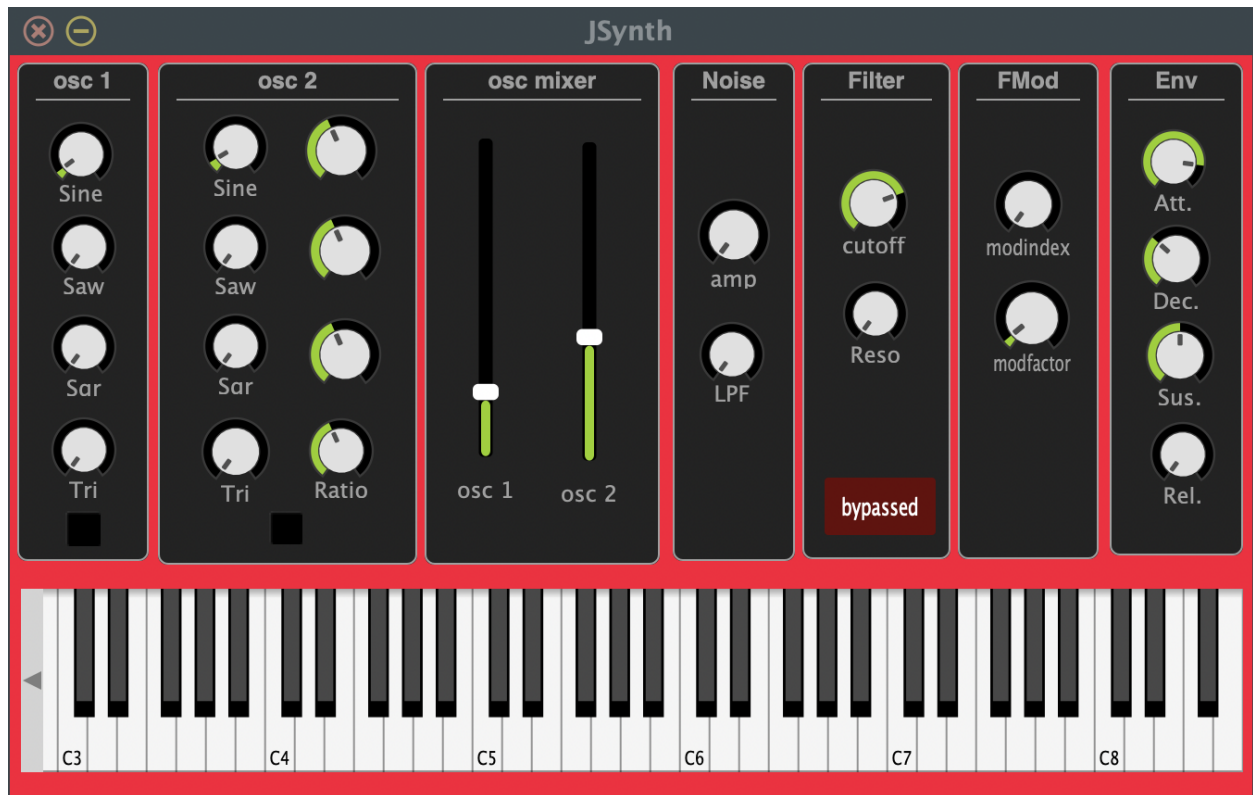 JSynth
osc 1
osc 2
osc mixer
Noise
Filter
FMod
Env
Sine
Saw
Sar
Tri
Sine
Saw
Sar
Tri
Ratio
osc 1
osc 2
amp
LPF
cutoff
Reso
bypassed
modindex
modfactor
Att.
Dec.
Sus.
Rel.
C3
C4
C5
C6
C7
C8